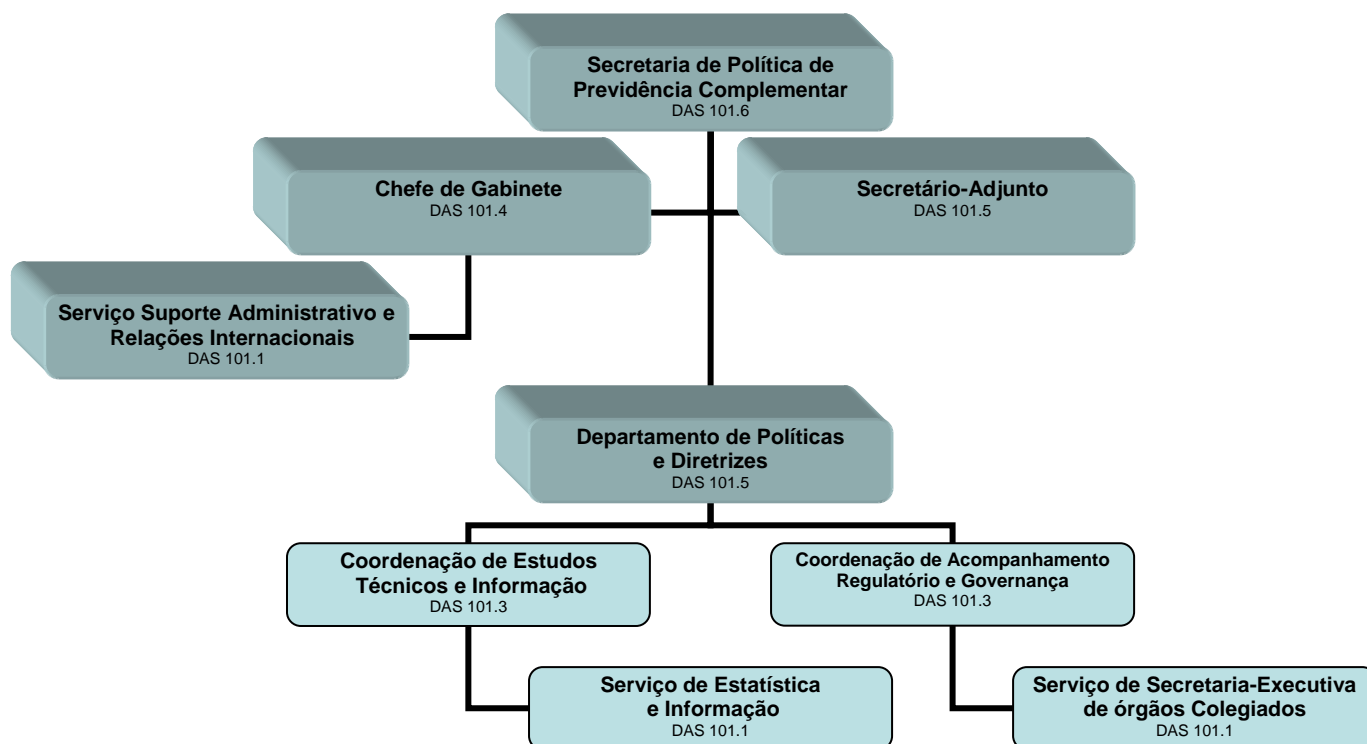 Secretaria de Política de
Previdência Complementar
DAS 101.6
Chefe de Gabinete
DAS 101.4
Secretário-Adjunto
DAS 101.5
Serviço Suporte Administrativo e
Relações Internacionais
DAS 101.1
Departamento de Políticas
e Diretrizes
DAS 101.5
Coordenação de Estudos
Técnicos e Informação
DAS 101.3
Coordenação de Acompanhamento
Regulatório e Governança
DAS 101.3
Serviço de Estatística
e Informação
DAS 101.1
Serviço de Secretaria-Executiva
de órgãos Colegiados
DAS 101.1